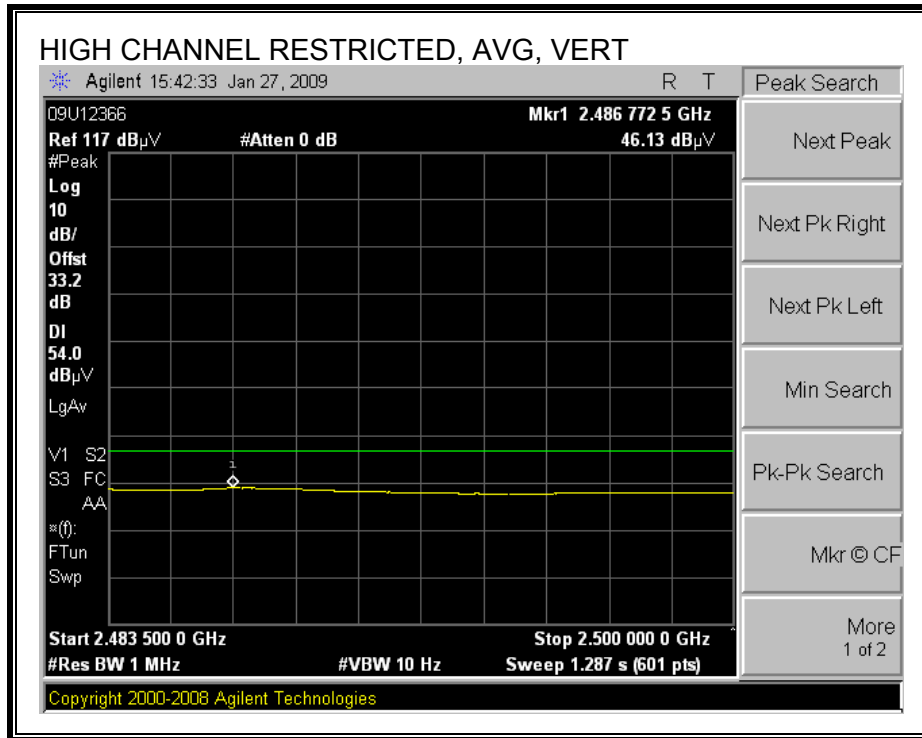 HIGH CHANNEL RESTRICTED, AVG, VERT
Agilent 15:42:33 Jan 27, 2009 R T
Peak Search
09U12366
Mkr1 2.486 772 5 GHz
Ref 117 dBµV #Atten 0 dB 46.13 dBµV
#Peak
Log
10
dB/
Offst
33.2
dB
DI
54.0
dBµV
LgAv
V1 S2
S3 FC
AA
¤(f):
FTun
Swp
1
Start 2.483 500 0 GHz Stop 2.500 000 0 GHz
#Res BW 1 MHz #VBW 10 Hz Sweep 1.287 s (601 pts)
Next Peak
Next Pk Right
Next Pk Left
Min Search
Pk-Pk Search
Mkr © CF
More
1 of 2
Copyright 2000-2008 Agilent Technologies